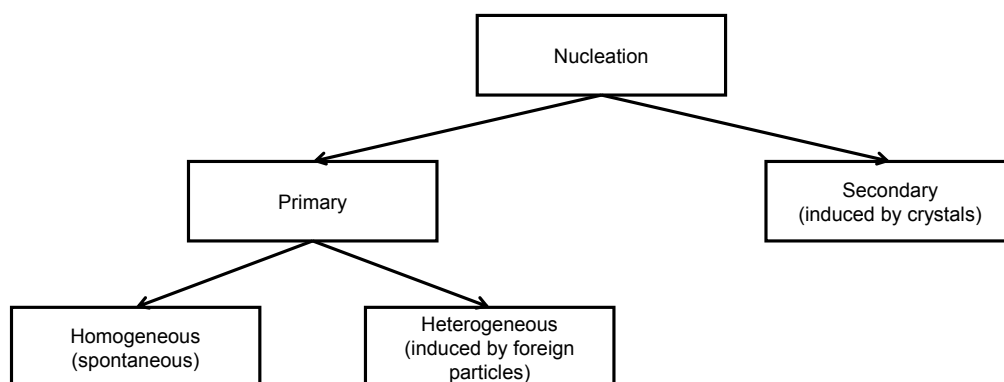 Nucleation
Primary
Secondary
(induced by crystals)
Homogeneous
(spontaneous)
Heterogeneous
(induced by foreign
particles)